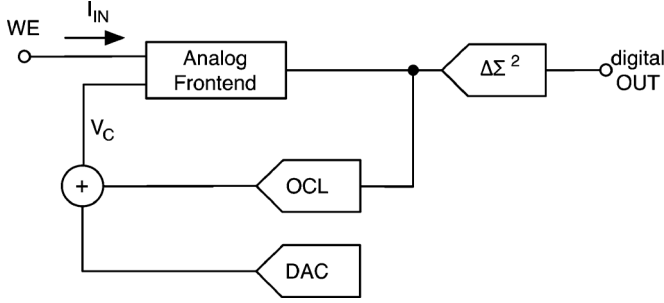 I_IN
WE
Analog
Frontend
ΔΣ²
digital
OUT
V_C
+
OCL
DAC